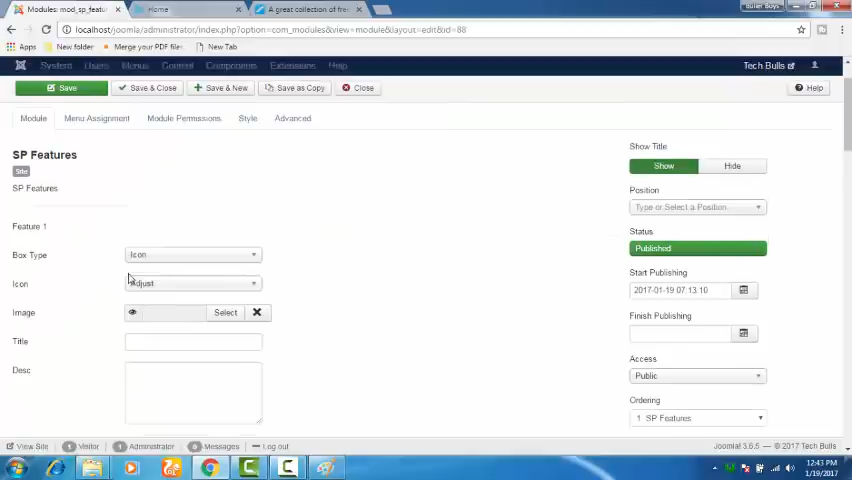 Modules: mod_sp_featu
Home
A great collection of fre
Buller Boys
localhost/joomla/administrator/index.php?option=com_modules&view=module&layout=edit&id=88
Apps
New folder
Merge your PDF file
New Tab
System
Users
Menus
Content
Components
Extensions
Help
Tech Bulls
Save
Save & Close
Save & New
Save as Copy
Close
Help
Module
Menu Assignment
Module Permissions
Style
Advanced
SP Features
Site
SP Features
Feature 1
Box Type
Icon
Icon
Adjust
Image
Select
Title
Desc
Show Title
Show
Hide
Position
Type or Select a Position
Status
Published
Start Publishing
2017-01-19 07:13:10
Finish Publishing
Access
Public
Ordering
1. SP Features
View Site
1 Visitor
1 Administrator
0 Messages
Log out
Joomla! 3.6.5 — © 2017 Tech Bulls
12:43 PM
1/19/2017